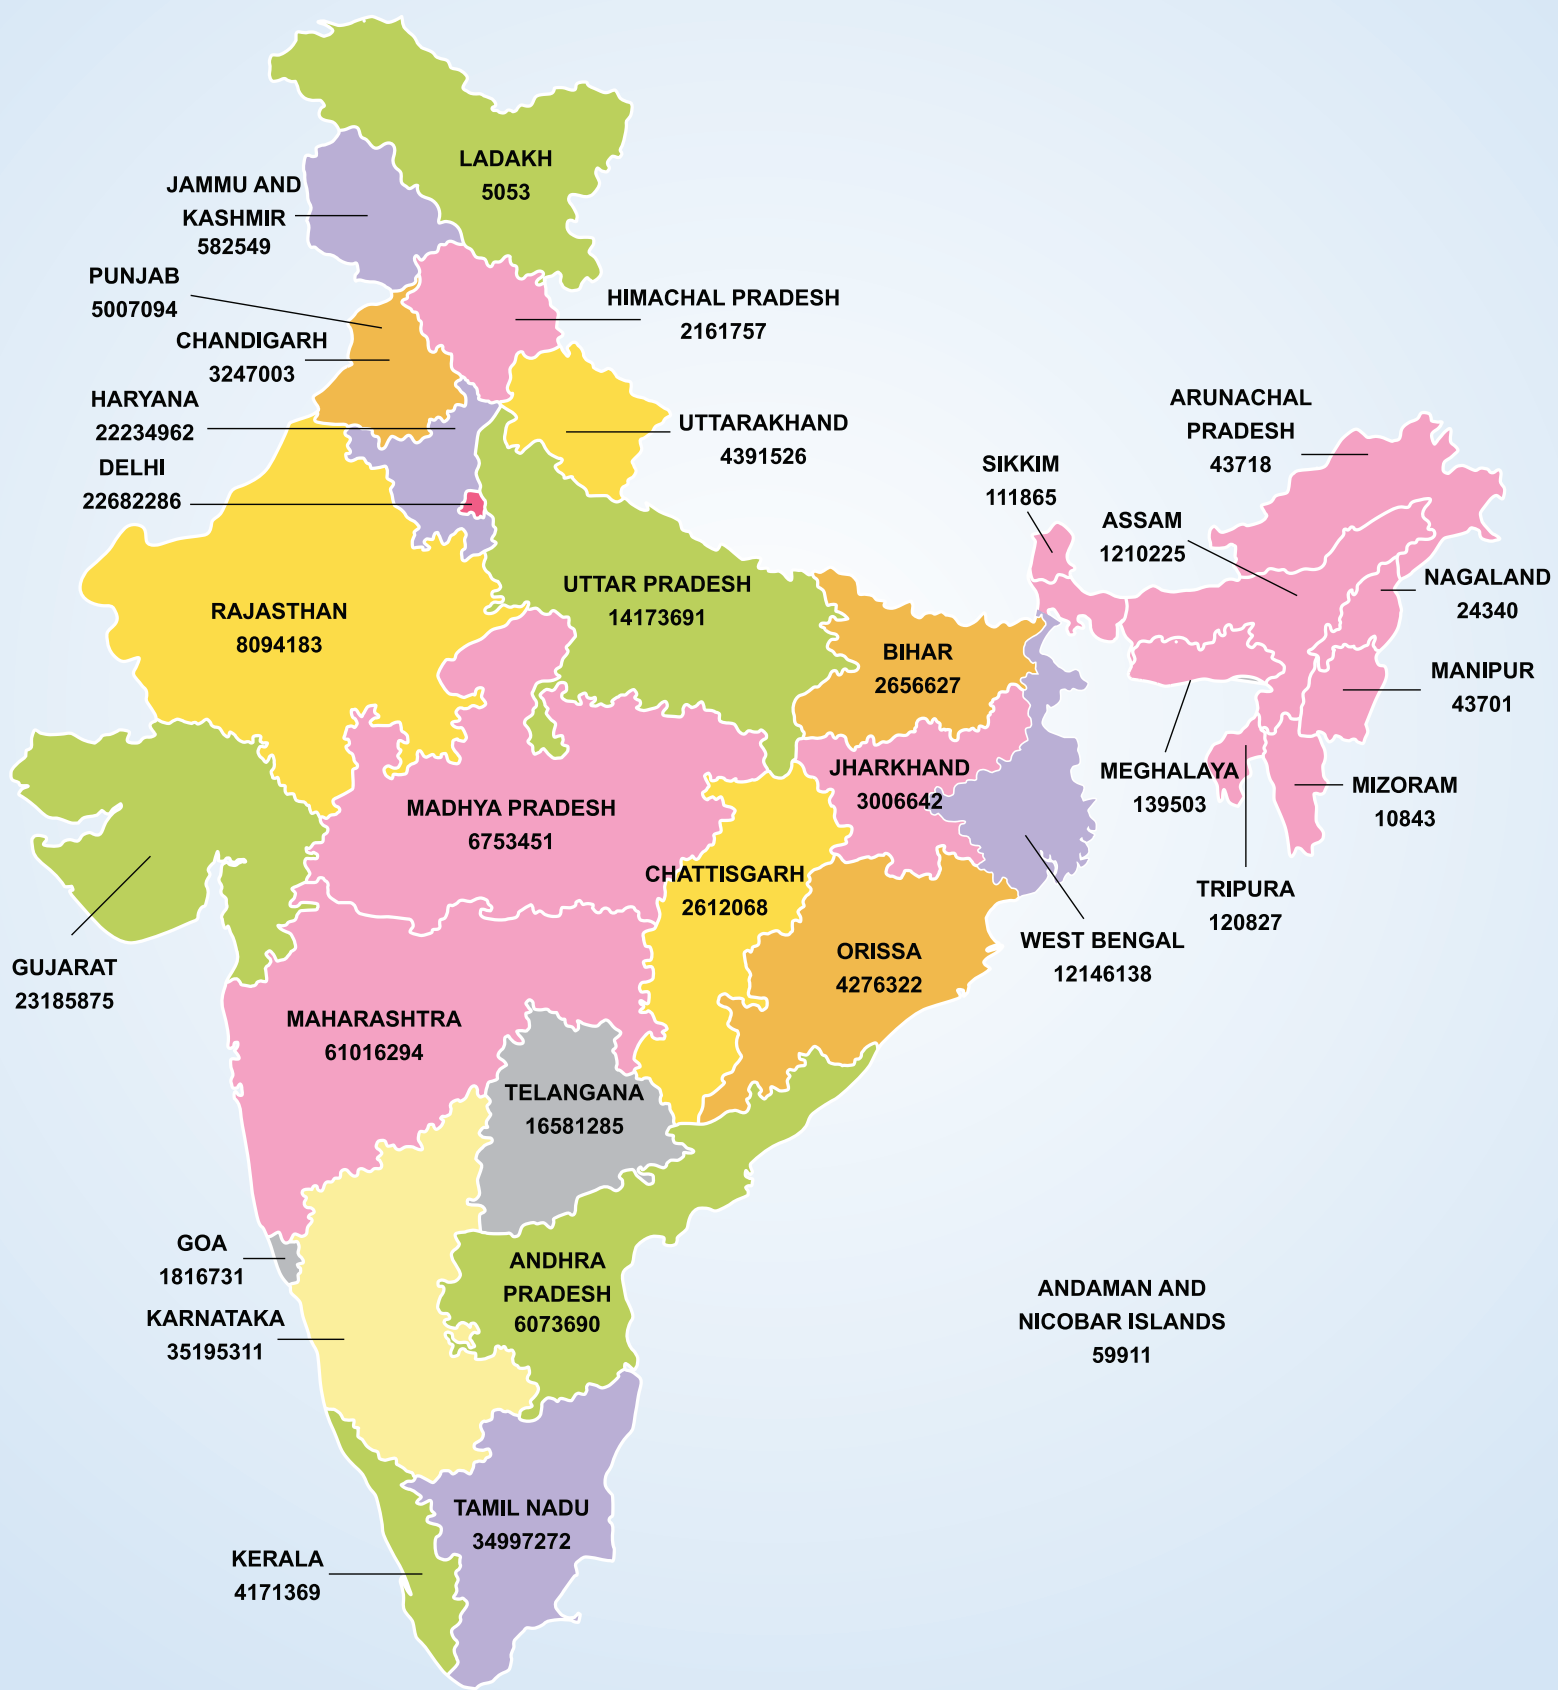 LADAKH
5053
JAMMU AND
KASHMIR
582549
PUNJAB
5007094
HIMACHAL PRADESH
2161757
CHANDIGARH
3247003
HARYANA
22234962
UTTARAKHAND
4391526
DELHI
22682286
ARUNACHAL
PRADESH
43718
SIKKIM
111865
ASSAM
1210225
NAGALAND
24340
UTTAR PRADESH
14173691
RAJASTHAN
8094183
BIHAR
2656627
MANIPUR
43701
JHARKHAND
3006642
MEGHALAYA
139503
MIZORAM
10843
MADHYA PRADESH
6753451
CHATTISGARH
2612068
TRIPURA
120827
WEST BENGAL
12146138
ORISSA
4276322
GUJARAT
23185875
MAHARASHTRA
61016294
TELANGANA
16581285
GOA
1816731
ANDHRA
PRADESH
6073690
KARNATAKA
35195311
ANDAMAN AND
NICOBAR ISLANDS
59911
TAMIL NADU
34997272
KERALA
4171369